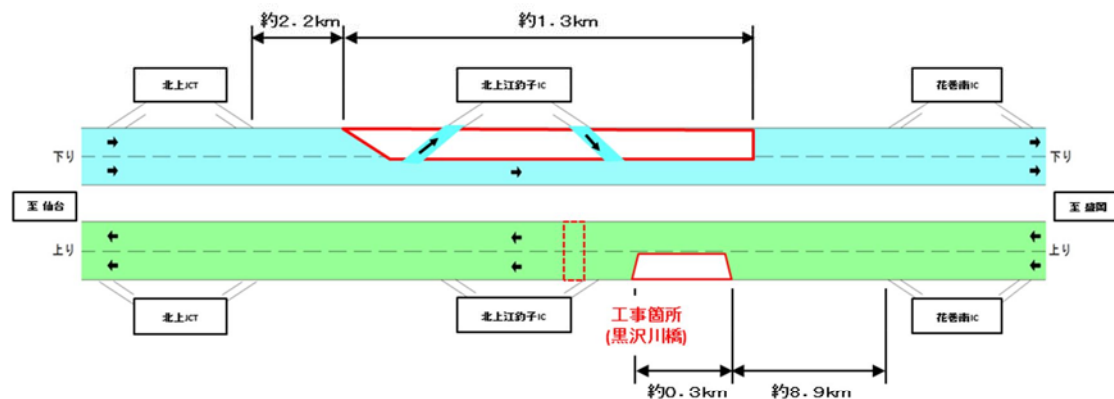 約2.2km
約1.3km
北上JCT
北上江釣子IC
花巻南IC
下り
下り
至 仙台
至 盛岡
上り
上り
北上JCT
北上江釣子IC
花巻南IC
工事箇所
(黒沢川橋)
約0.3km
約8.9km